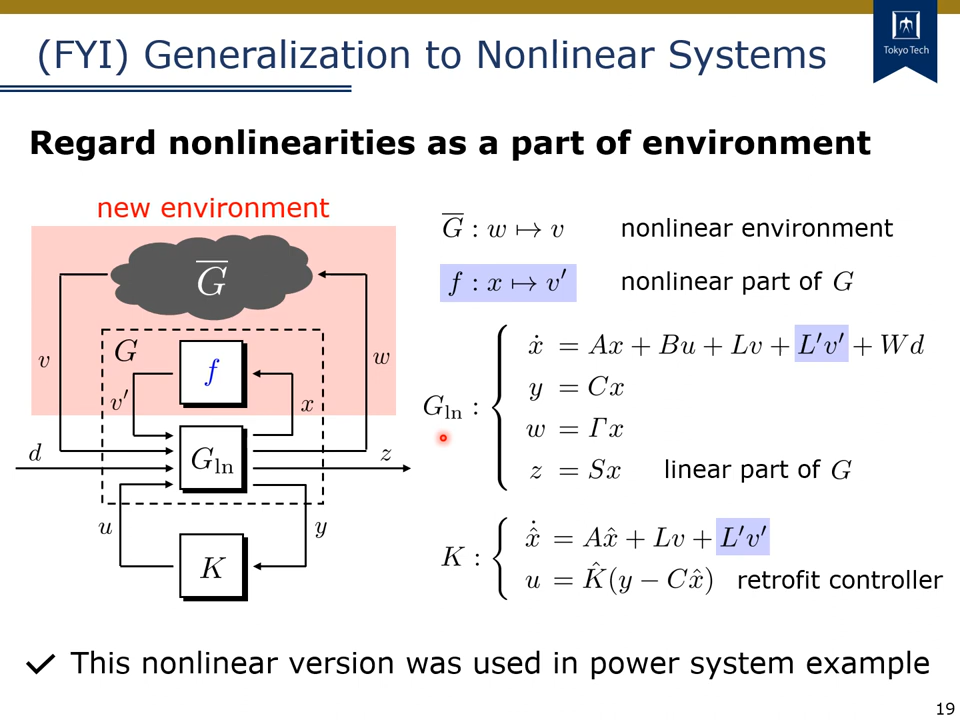 (FYI) Generalization to Nonlinear Systems
Tokyo Tech
Regard nonlinearities as a part of environment
new environment
G̅
G
f
v
w
v′
x
d
G_ln
z
u
y
K
G̅ : w ↦ v nonlinear environment
f : x ↦ v′ nonlinear part of G
G_ln :
ẋ = Ax + Bu + Lv + L′v′ + Wd
y = Cx
w = Γx
z = Sx linear part of G
K :
x̂̇ = Ax̂ + Lv + L′v′
u = K̂(y − Cx̂) retrofit controller
✓ This nonlinear version was used in power system example
19